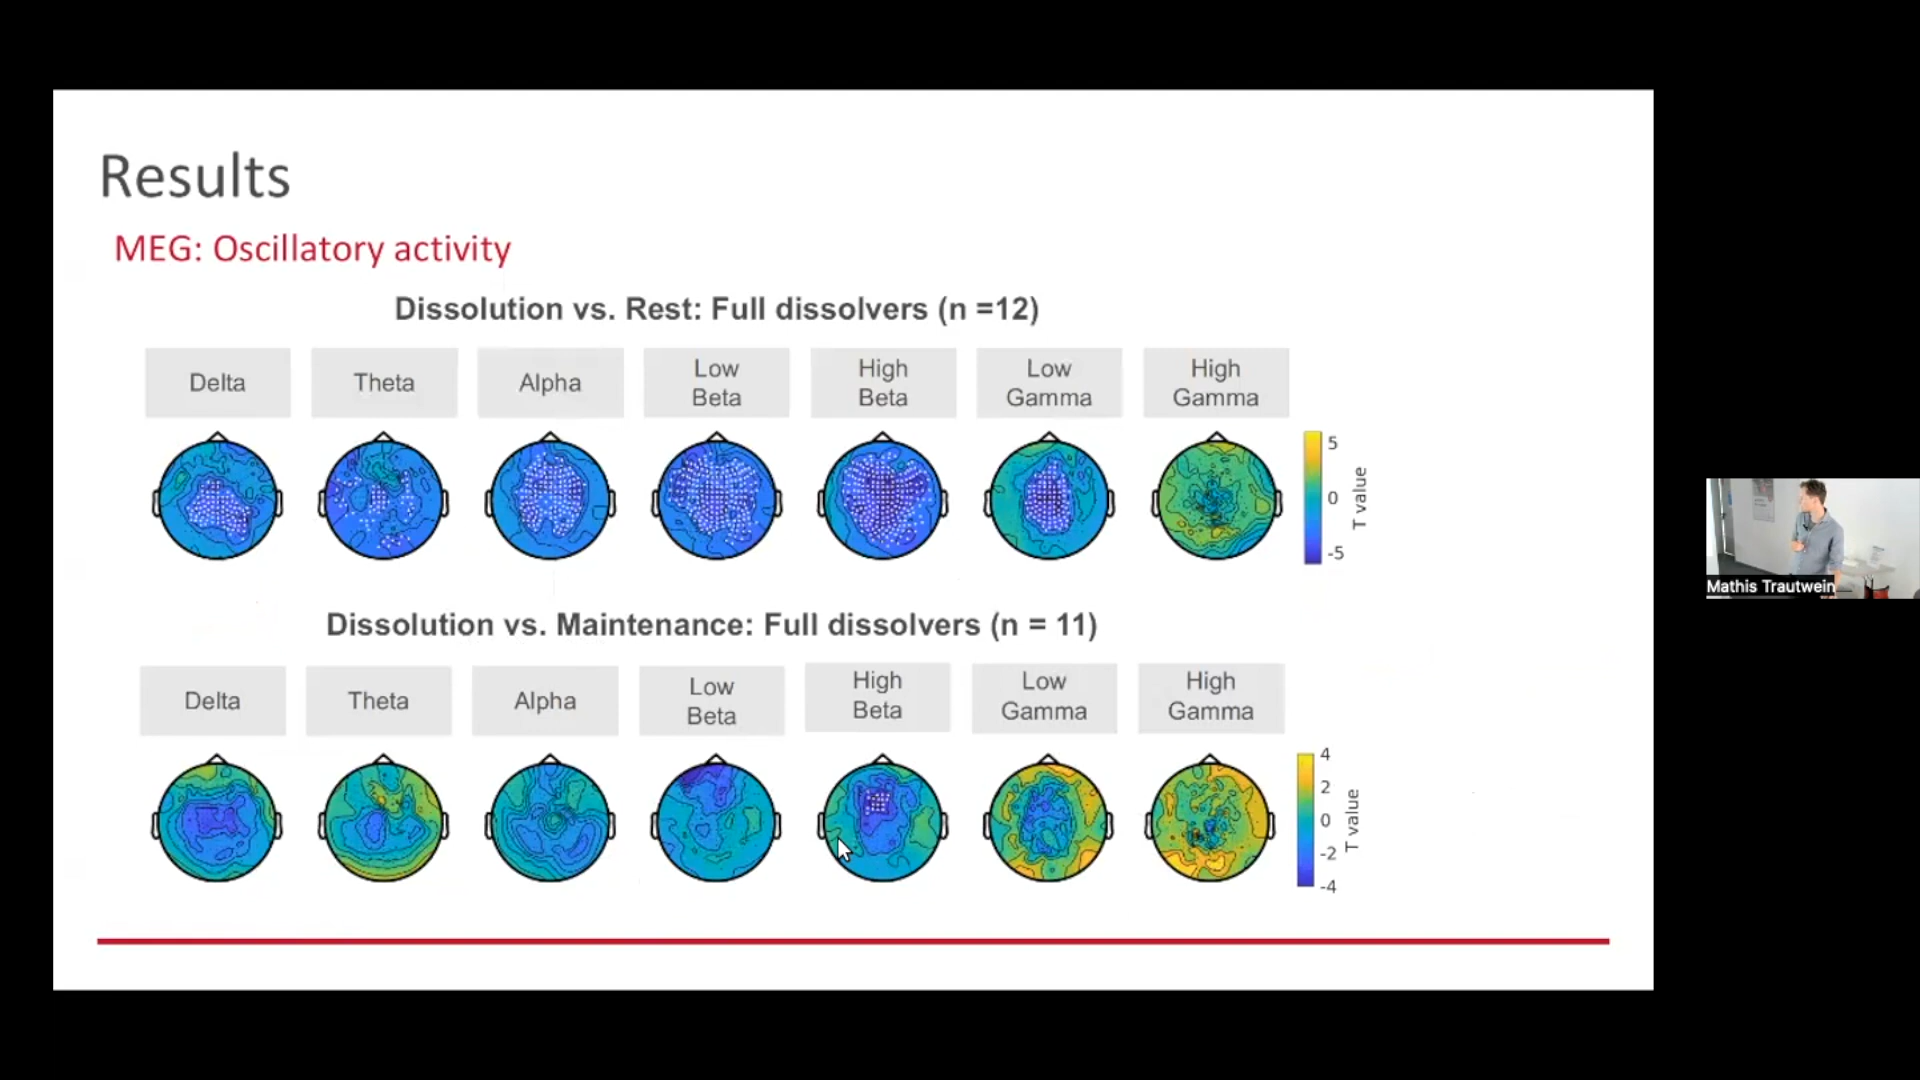 Results
MEG: Oscillatory activity
Dissolution vs. Rest: Full dissolvers (n =12)
Delta
Theta
Alpha
Low
Beta
High
Beta
Low
Gamma
High
Gamma
5
0
-5
T value
Dissolution vs. Maintenance: Full dissolvers (n = 11)
Delta
Theta
Alpha
Low
Beta
High
Beta
Low
Gamma
High
Gamma
4
2
0
-2
-4
T value
Mathis Trautwein